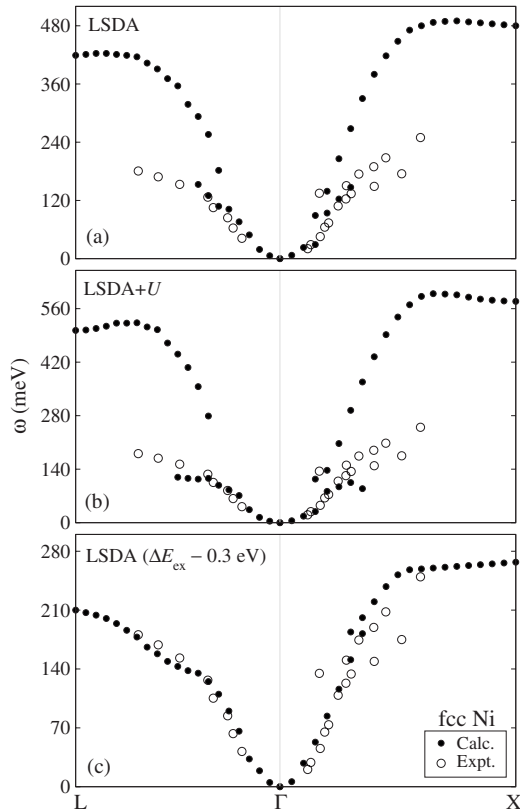 LSDA
480
360
240
120
0
(a)
LSDA+U
560
420
280
140
0
(b)
ω (meV)
LSDA (ΔE_ex − 0.3 eV)
280
210
140
70
0
(c)
fcc Ni
Calc.
Expt.
L Γ X